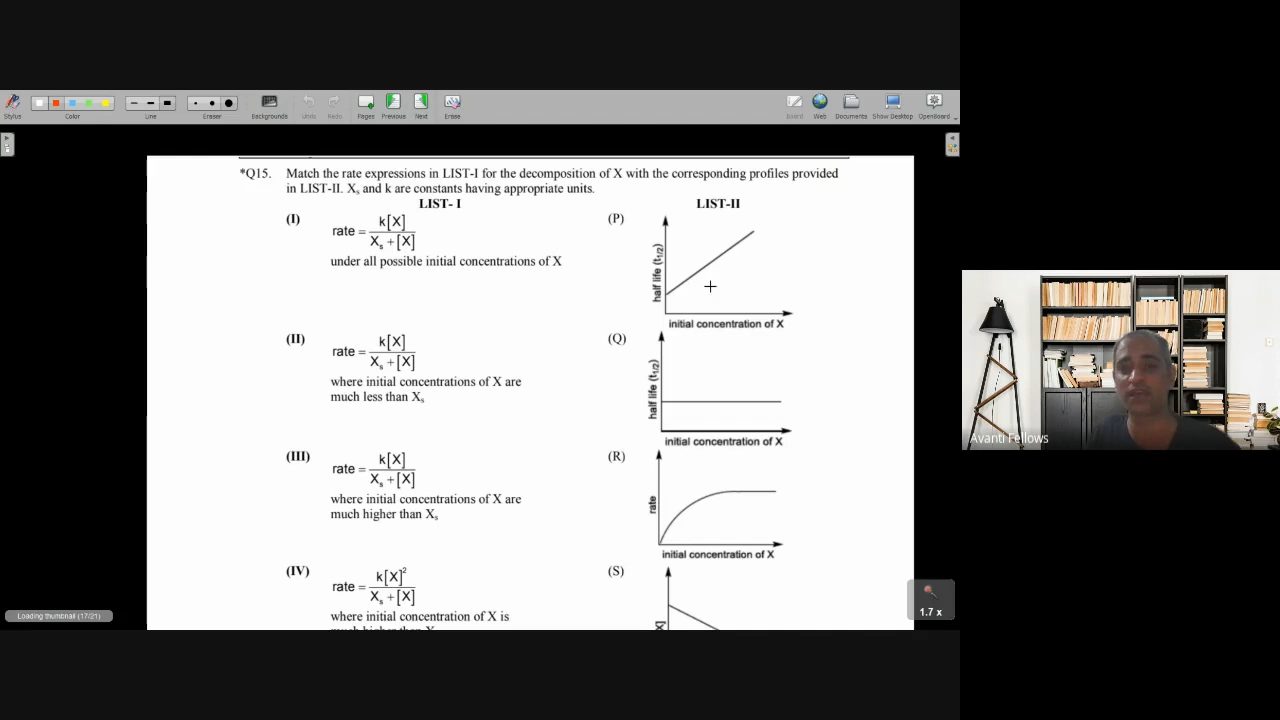 Stylus
Color
Line
Eraser
Backgrounds
Undo
Redo
Pages
Previous
Next
Erase
Board
Web
Documents
Show Desktop
OpenBoard
*Q15. Match the rate expressions in LIST-I for the decomposition of X with the corresponding profiles provided
in LIST-II. Xs and k are constants having appropriate units.
LIST- I
LIST-II
(I) rate = k[X] / Xs + [X]
under all possible initial concentrations of X
(P)
half life (t1/2)
initial concentration of X
(II) rate = k[X] / Xs + [X]
where initial concentrations of X are
much less than Xs
(Q)
half life (t1/2)
initial concentration of X
(III) rate = k[X] / Xs + [X]
where initial concentrations of X are
much higher than Xs
(R)
rate
initial concentration of X
(IV) rate = k[X]² / Xs + [X]
where initial concentration of X is
much higher than X
(S)
X]
Loading thumbnail (17/21)
1.7 x
Avanti Fellows